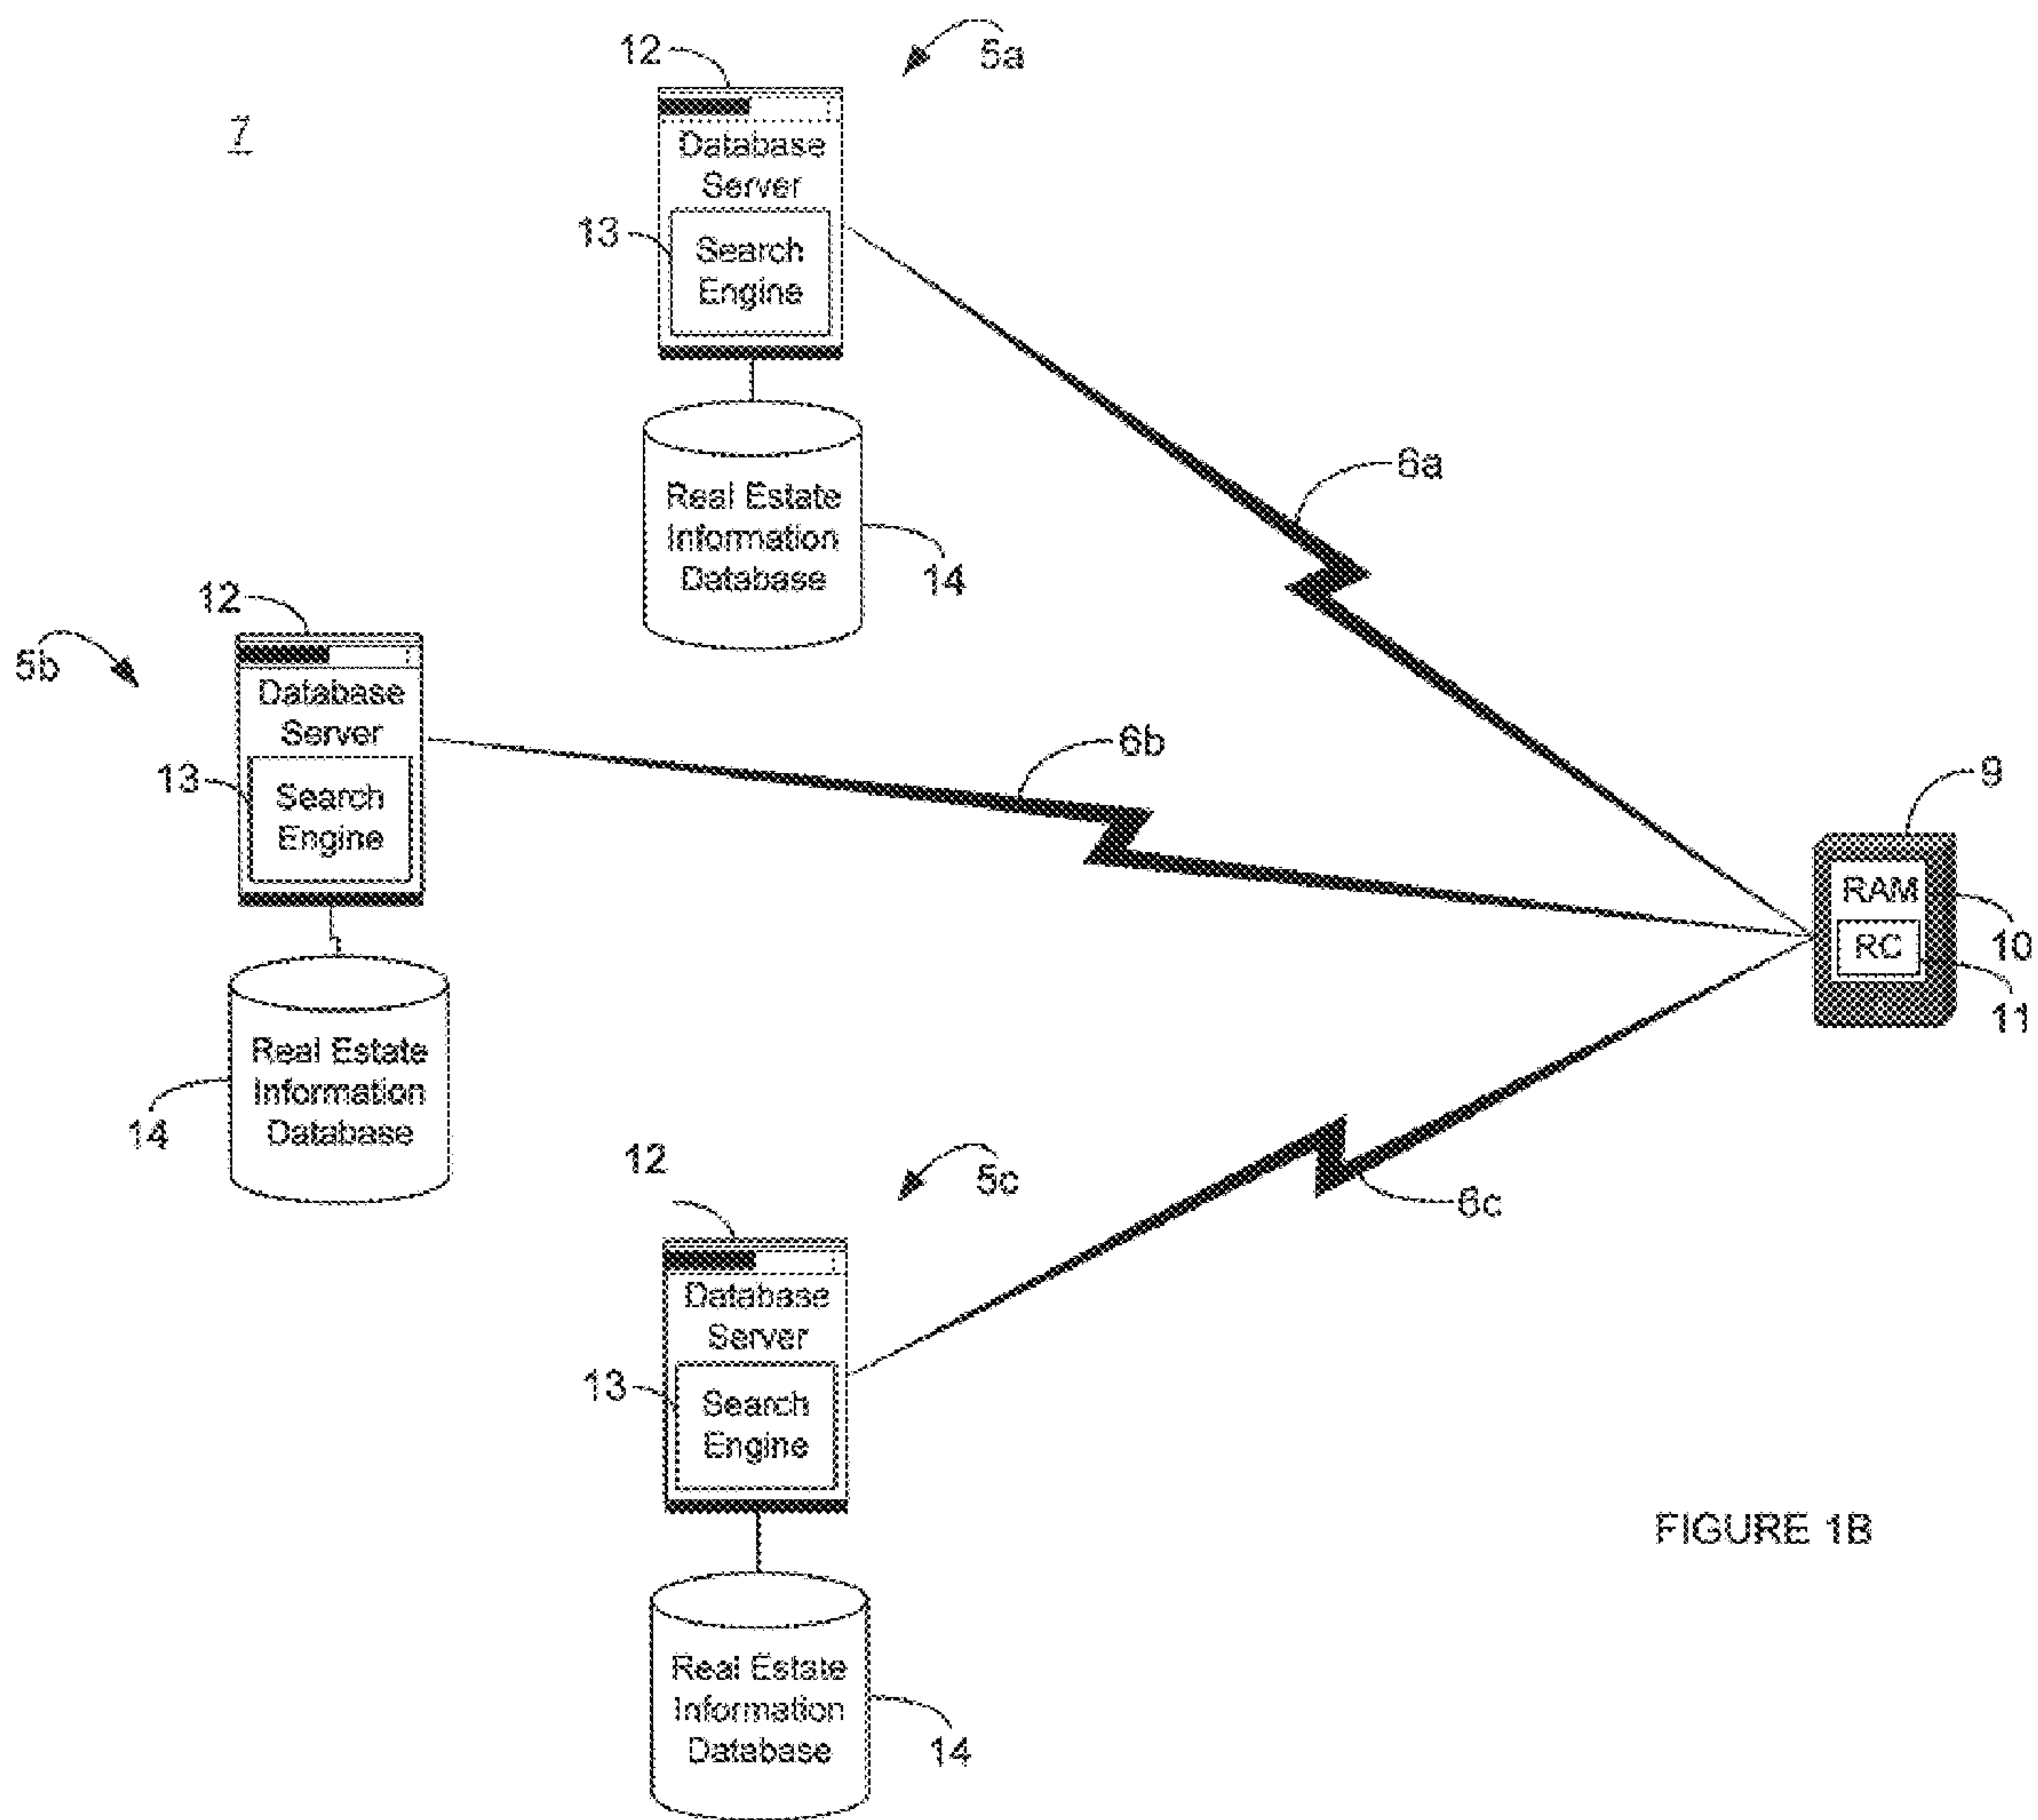 12
5a
7
Database
Server
13
Search
Engine
6a
Real Estate
Information
Database
14
12
5b
Database
Server
6b
13
Search
Engine
9
RAM
10
RC
11
Real Estate
Information
Database
14
12
5c
6c
Database
Server
13
Search
Engine
FIGURE 1B
Real Estate
Information
Database
14